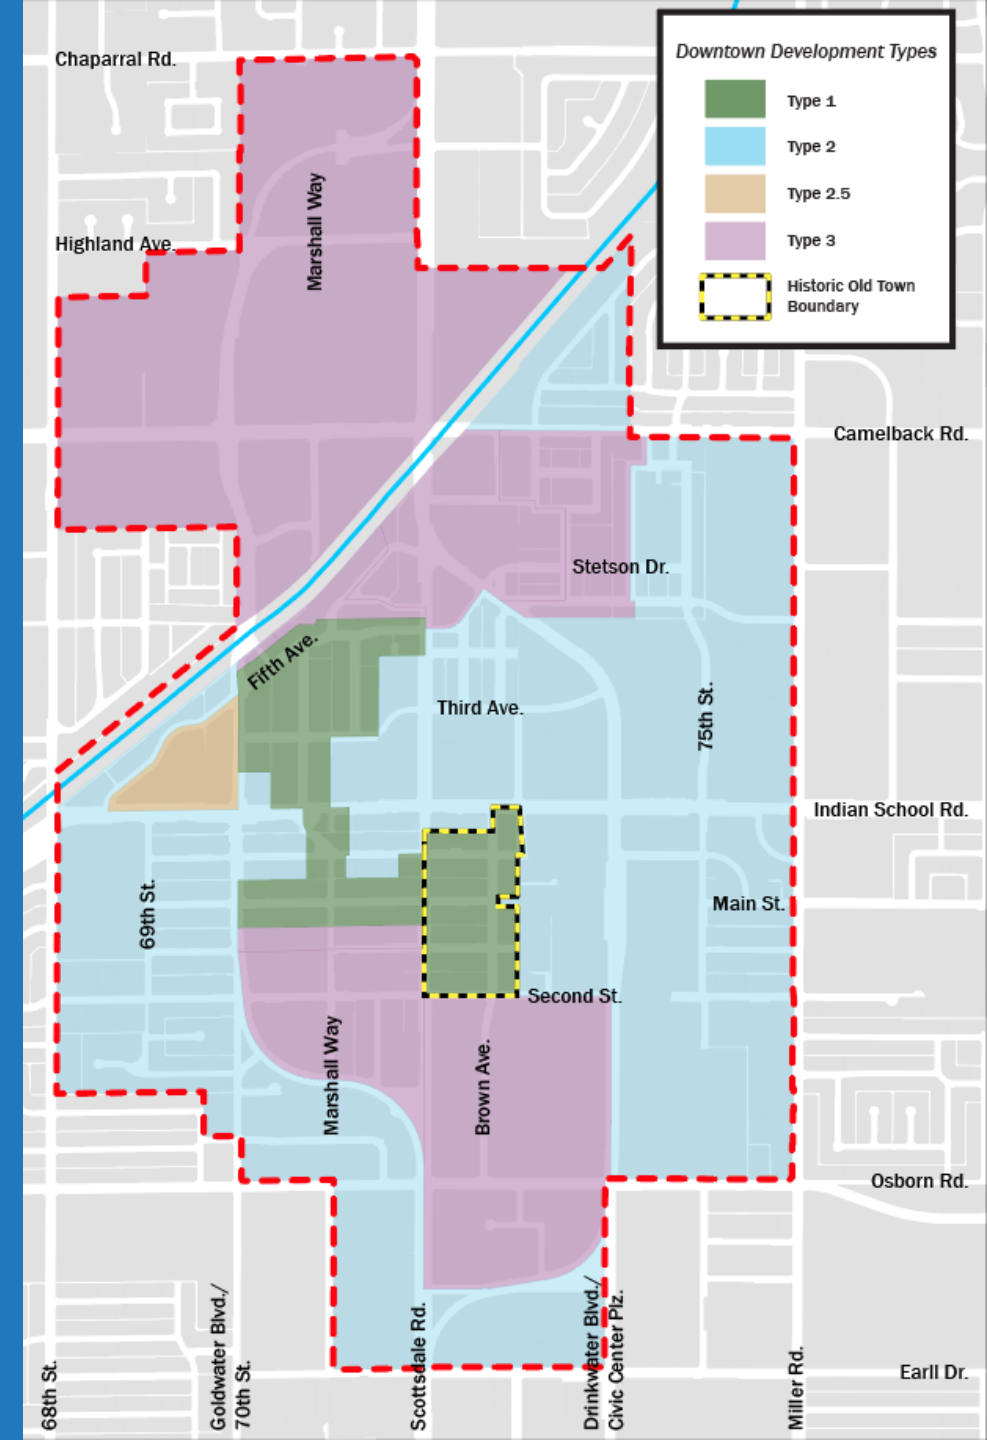 Downtown Development Types
Type 1
Type 2
Type 2.5
Type 3
Historic Old Town
Boundary
Chaparral Rd.
Marshall Way
Highland Ave.
Camelback Rd.
Stetson Dr.
Fifth Ave.
Third Ave.
75th St.
Indian School Rd.
69th St.
Main St.
Second St.
Marshall Way
Brown Ave.
Osborn Rd.
68th St.
Goldwater Blvd./
70th St.
Scottsdale Rd.
Drinkwater Blvd./
Civic Center Plz.
Miller Rd.
Earll Dr.